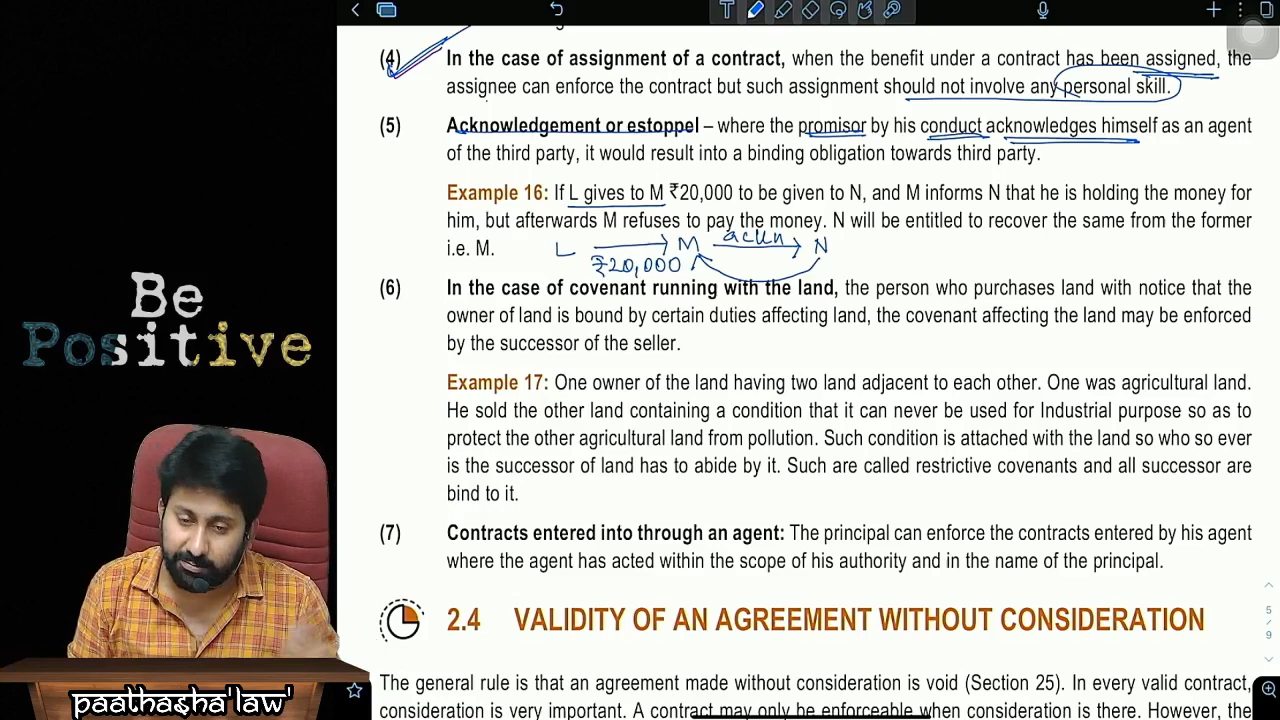 (4) In the case of assignment of a contract, when the benefit under a contract has been assigned, the
assignee can enforce the contract but such assignment should not involve any personal skill.
(5) Acknowledgement or estoppel – where the promisor by his conduct acknowledges himself as an agent
of the third party, it would result into a binding obligation towards third party.
Example 16: If L gives to M ₹20,000 to be given to N, and M informs N that he is holding the money for
him, but afterwards M refuses to pay the money. N will be entitled to recover the same from the former
i.e. M.
L M ackn N
₹20,000
(6) In the case of covenant running with the land, the person who purchases land with notice that the
owner of land is bound by certain duties affecting land, the covenant affecting the land may be enforced
by the successor of the seller.
Example 17: One owner of the land having two land adjacent to each other. One was agricultural land.
He sold the other land containing a condition that it can never be used for Industrial purpose so as to
protect the other agricultural land from pollution. Such condition is attached with the land so who so ever
is the successor of land has to abide by it. Such are called restrictive covenants and all successor are
bind to it.
(7) Contracts entered into through an agent: The principal can enforce the contracts entered by his agent
where the agent has acted within the scope of his authority and in the name of the principal.
2.4 VALIDITY OF AN AGREEMENT WITHOUT CONSIDERATION
The general rule is that an agreement made without consideration is void (Section 25). In every valid contract,
consideration is very important. A contract may only be enforceable when consideration is there. However, the
Be
Positive
paathasha'law'
5
/
9